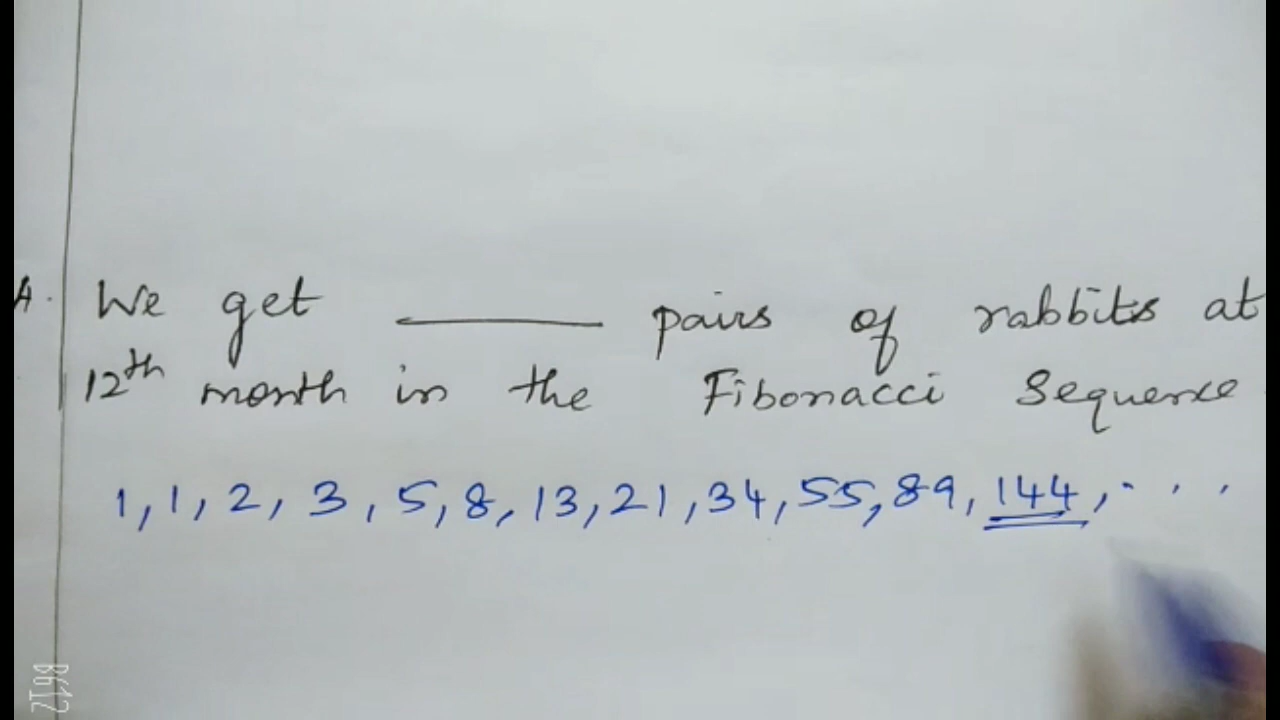 A. We get ______ pairs of rabbits at
12th month in the Fibonacci Sequence
1, 1, 2, 3, 5, 8, 13, 21, 34, 55, 89, 144, . . .
B612